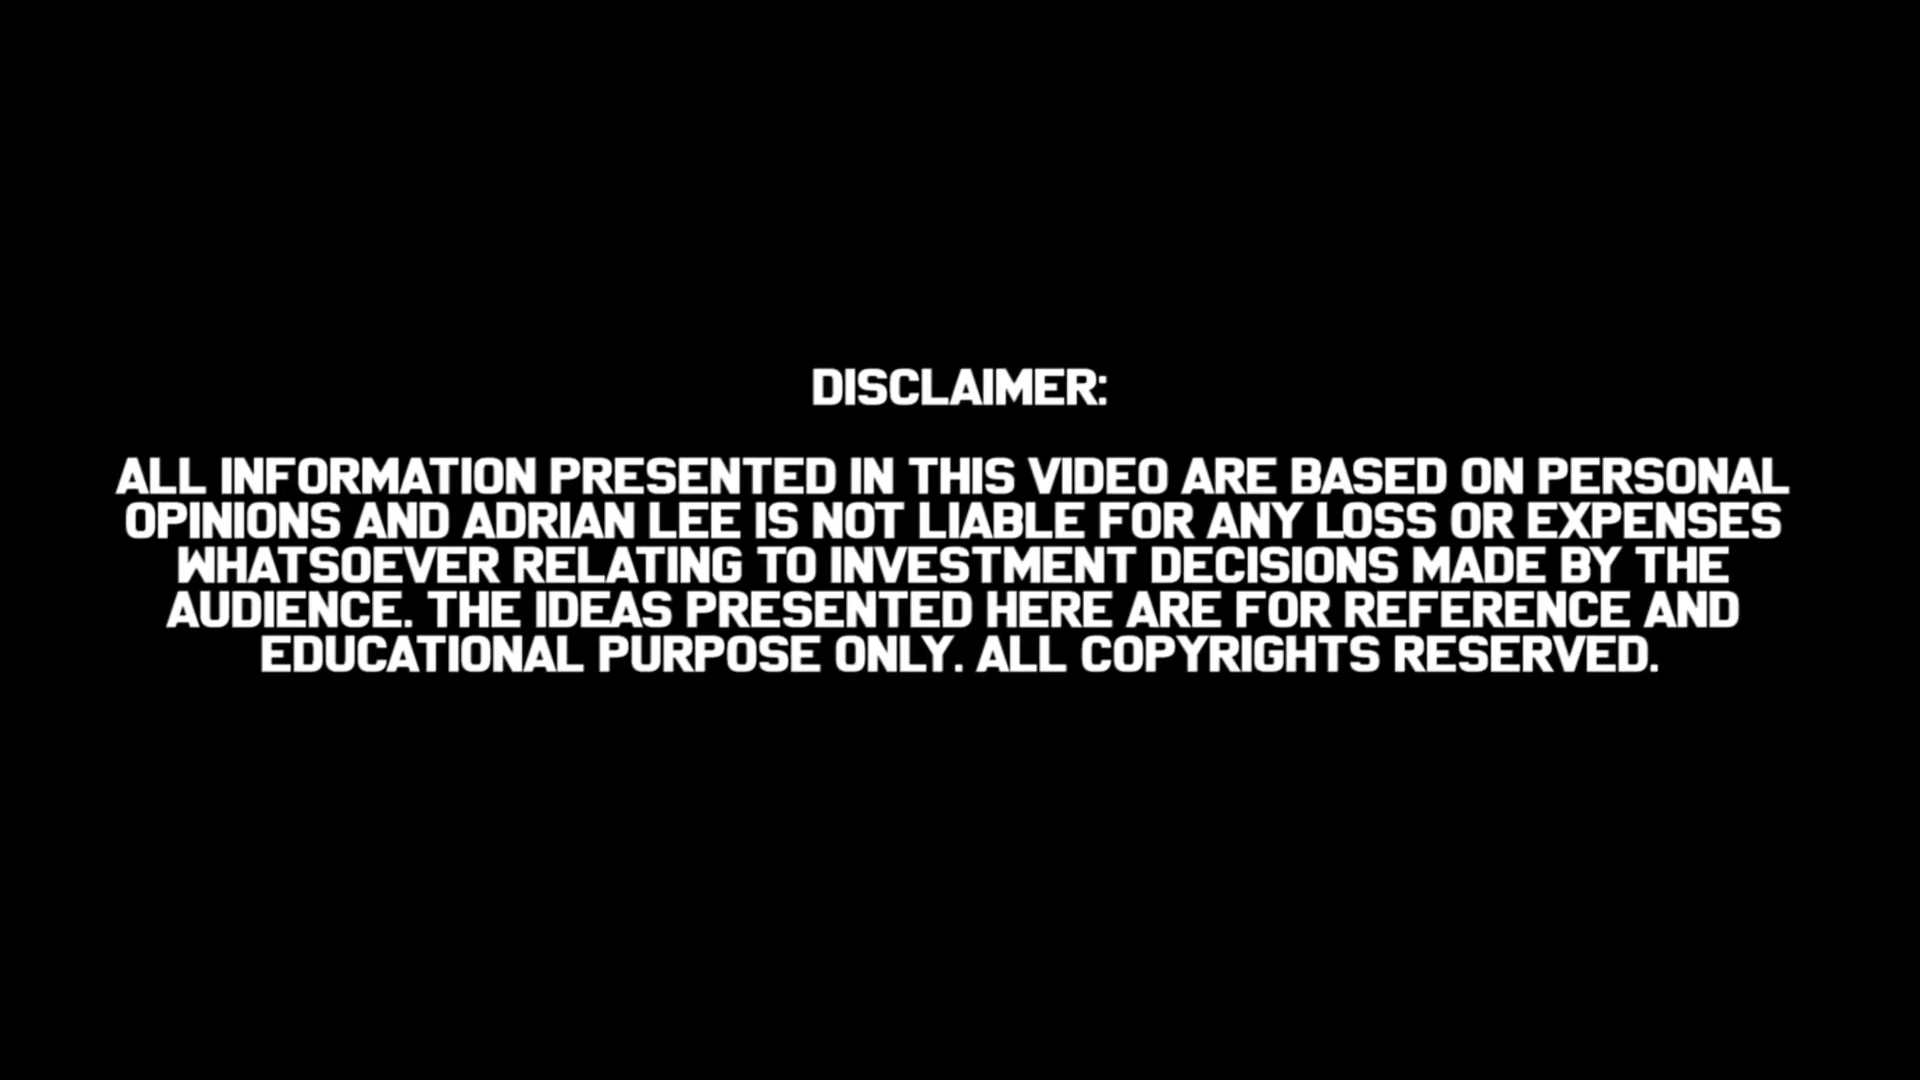 DISCLAIMER:
ALL INFORMATION PRESENTED IN THIS VIDEO ARE BASED ON PERSONAL
OPINIONS AND ADRIAN LEE IS NOT LIABLE FOR ANY LOSS OR EXPENSES
WHATSOEVER RELATING TO INVESTMENT DECISIONS MADE BY THE
AUDIENCE. THE IDEAS PRESENTED HERE ARE FOR REFERENCE AND
EDUCATIONAL PURPOSE ONLY. ALL COPYRIGHTS RESERVED.